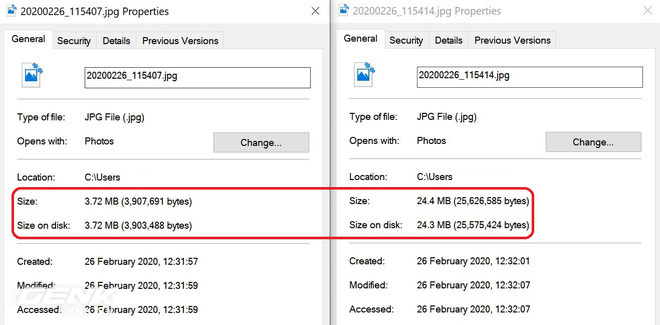 20200226_115407.jpg Properties
General Security Details Previous Versions
20200226_115407.jpg
Type of file: JPG File (.jpg)
Opens with: Photos Change...
Location: C:\Users
Size: 3.72 MB (3,907,691 bytes)
Size on disk: 3.72 MB (3,903,488 bytes)
Created: 26 February 2020, 12:31:57
Modified: 26 February 2020, 12:31:59
Accessed: 26 February 2020, 12:31:59
20200226_115414.jpg Properties
General Security Details Previous Versions
20200226_115414.jpg
Type of file: JPG File (.jpg)
Opens with: Photos Change...
Location: C:\Users
Size: 24.4 MB (25,626,585 bytes)
Size on disk: 24.3 MB (25,575,424 bytes)
Created: 26 February 2020, 12:32:01
Modified: 26 February 2020, 12:32:07
Accessed: 26 February 2020, 12:32:07